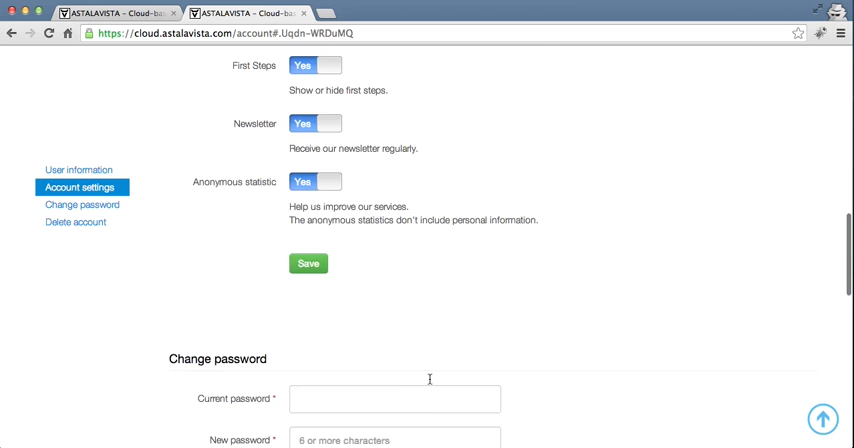 ASTALAVISTA – Cloud-bas
ASTALAVISTA – Cloud-bas
https://cloud.astalavista.com/account#.Uqdn-WRDuMQ
First Steps
Yes
Show or hide first steps.
Newsletter
Yes
Receive our newsletter regularly.
User information
Account settings
Change password
Delete account
Anonymous statistic
Yes
Help us improve our services.
The anonymous statistics don't include personal information.
Save
Change password
Current password *
New password *
6 or more characters